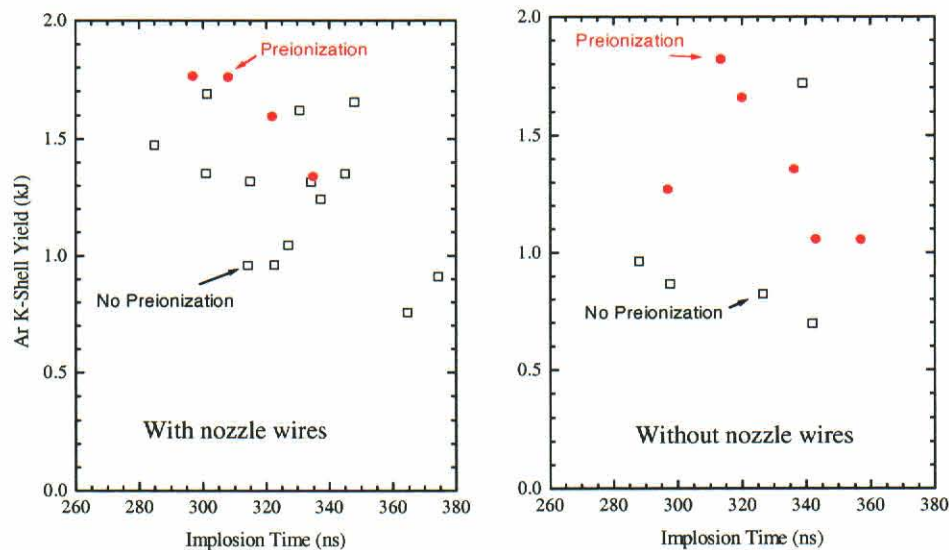 2.0
1.5
1.0
0.5
0.0
Ar K-Shell Yield (kJ)
Preionization
No Preionization
With nozzle wires
260 280 300 320 340 360 380
Implosion Time (ns)
2.0
1.5
1.0
0.5
0.0
Preionization
No Preionization
Without nozzle wires
260 280 300 320 340 360 380
Implosion Time (ns)